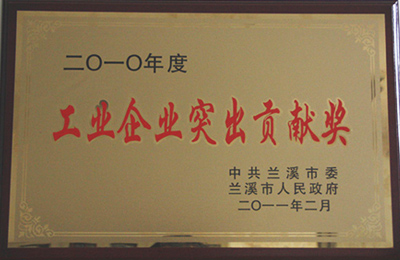 二〇一〇年度
工业企业突出贡献奖
中共兰溪市委
兰溪市人民政府
二〇一一年二月